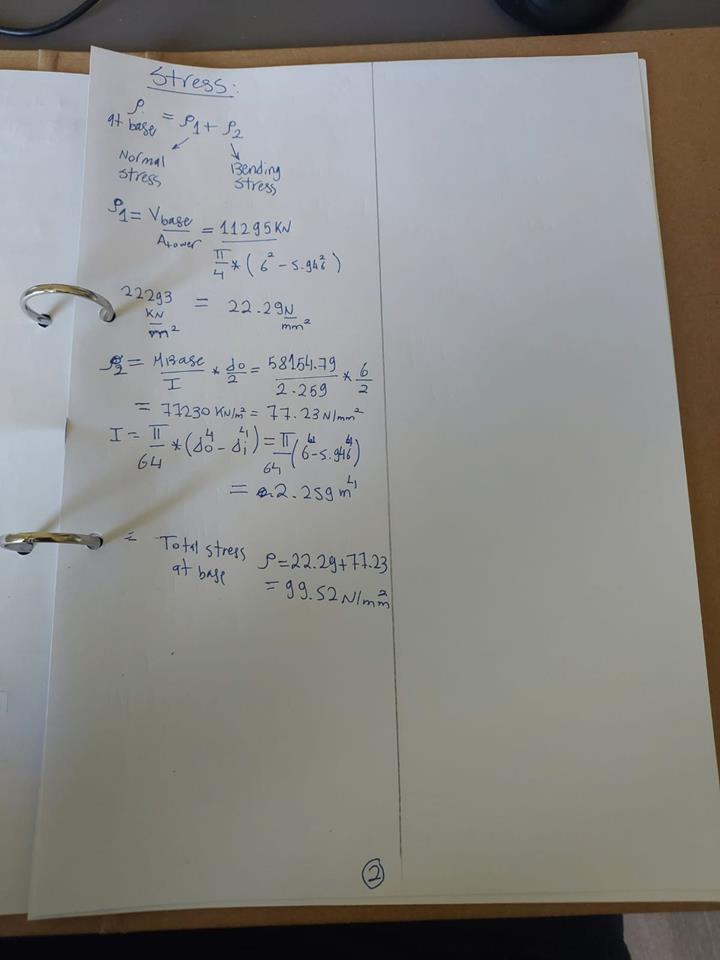 Stress:
ρ at base = ρ1 + ρ2
Normal stress
Bending stress
ρ1 = Vbase / Atower = 11295 KN / π/4 * (6² - 5.946²)
22293 KN/m² = 22.29 N/mm²
ρ2 = MBase / I * do/2 = 58154.79 / 2.259 * 6/2
= 77230 KN/m² = 77.23 N/mm²
I = π/64 * (do⁴ - di⁴) = π/64 (6⁴ - 5.946⁴)
= 2.259 m⁴
= Total stress at base ρ = 22.29 + 77.23
= 99.52 N/mm²
2